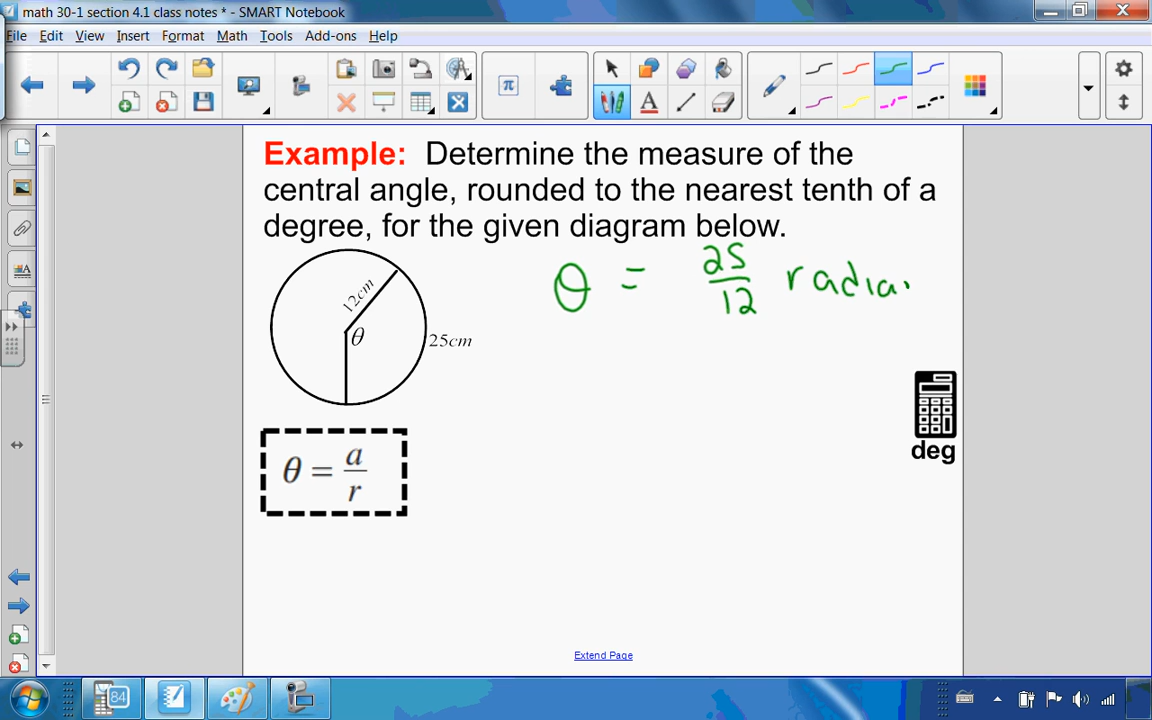 math 30-1 section 4.1 class notes * - SMART Notebook
File Edit View Insert Format Math Tools Add-ons Help
Example: Determine the measure of the
central angle, rounded to the nearest tenth of a
degree, for the given diagram below.
θ = 25/12 radia
12cm
θ
25cm
deg
θ = a/r
Extend Page
84